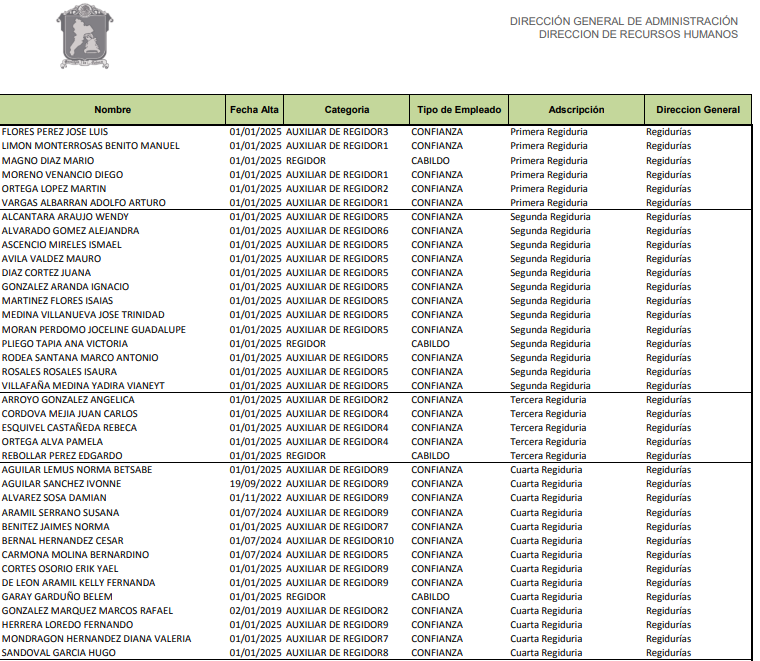 DIRECCIÓN GENERAL DE ADMINISTRACIÓN
DIRECCION DE RECURSOS HUMANOS
Nombre Fecha Alta Categoria Tipo de Empleado Adscripción Direccion General
FLORES PEREZ JOSE LUIS 01/01/2025 AUXILIAR DE REGIDOR3 CONFIANZA Primera Regiduria Regidurías
LIMON MONTERROSAS BENITO MANUEL 01/01/2025 AUXILIAR DE REGIDOR1 CONFIANZA Primera Regiduria Regidurías
MAGNO DIAZ MARIO 01/01/2025 REGIDOR CABILDO Primera Regiduria Regidurías
MORENO VENANCIO DIEGO 01/01/2025 AUXILIAR DE REGIDOR1 CONFIANZA Primera Regiduria Regidurías
ORTEGA LOPEZ MARTIN 01/01/2025 AUXILIAR DE REGIDOR2 CONFIANZA Primera Regiduria Regidurías
VARGAS ALBARRAN ADOLFO ARTURO 01/01/2025 AUXILIAR DE REGIDOR1 CONFIANZA Primera Regiduria Regidurías
ALCANTARA ARAUJO WENDY 01/01/2025 AUXILIAR DE REGIDOR5 CONFIANZA Segunda Regiduria Regidurías
ALVARADO GOMEZ ALEJANDRA 01/01/2025 AUXILIAR DE REGIDOR6 CONFIANZA Segunda Regiduria Regidurías
ASCENCIO MIRELES ISMAEL 01/01/2025 AUXILIAR DE REGIDOR5 CONFIANZA Segunda Regiduria Regidurías
AVILA VALDEZ MAURO 01/01/2025 AUXILIAR DE REGIDOR5 CONFIANZA Segunda Regiduria Regidurías
DIAZ CORTEZ JUANA 01/01/2025 AUXILIAR DE REGIDOR5 CONFIANZA Segunda Regiduria Regidurías
GONZALEZ ARANDA IGNACIO 01/01/2025 AUXILIAR DE REGIDOR5 CONFIANZA Segunda Regiduria Regidurías
MARTINEZ FLORES ISAIAS 01/01/2025 AUXILIAR DE REGIDOR5 CONFIANZA Segunda Regiduria Regidurías
MEDINA VILLANUEVA JOSE TRINIDAD 01/01/2025 AUXILIAR DE REGIDOR5 CONFIANZA Segunda Regiduria Regidurías
MORAN PERDOMO JOCELINE GUADALUPE 01/01/2025 AUXILIAR DE REGIDOR5 CONFIANZA Segunda Regiduria Regidurías
PLIEGO TAPIA ANA VICTORIA 01/01/2025 REGIDOR CABILDO Segunda Regiduria Regidurías
RODEA SANTANA MARCO ANTONIO 01/01/2025 AUXILIAR DE REGIDOR5 CONFIANZA Segunda Regiduria Regidurías
ROSALES ROSALES ISAURA 01/01/2025 AUXILIAR DE REGIDOR5 CONFIANZA Segunda Regiduria Regidurías
VILLAFAÑA MEDINA YADIRA VIANEYT 01/01/2025 AUXILIAR DE REGIDOR5 CONFIANZA Segunda Regiduria Regidurías
ARROYO GONZALEZ ANGELICA 01/01/2025 AUXILIAR DE REGIDOR2 CONFIANZA Tercera Regiduria Regidurías
CORDOVA MEJIA JUAN CARLOS 01/01/2025 AUXILIAR DE REGIDOR4 CONFIANZA Tercera Regiduria Regidurías
ESQUIVEL CASTAÑEDA REBECA 01/01/2025 AUXILIAR DE REGIDOR4 CONFIANZA Tercera Regiduria Regidurías
ORTEGA ALVA PAMELA 01/01/2025 AUXILIAR DE REGIDOR4 CONFIANZA Tercera Regiduria Regidurías
REBOLLAR PEREZ EDGARDO 01/01/2025 REGIDOR CABILDO Tercera Regiduria Regidurías
AGUILAR LEMUS NORMA BETSABE 01/01/2025 AUXILIAR DE REGIDOR9 CONFIANZA Cuarta Regiduria Regidurías
AGUILAR SANCHEZ IVONNE 19/09/2022 AUXILIAR DE REGIDOR9 CONFIANZA Cuarta Regiduria Regidurías
ALVAREZ SOSA DAMIAN 01/11/2022 AUXILIAR DE REGIDOR9 CONFIANZA Cuarta Regiduria Regidurías
ARAMIL SERRANO SUSANA 01/07/2024 AUXILIAR DE REGIDOR9 CONFIANZA Cuarta Regiduria Regidurías
BENITEZ JAIMES NORMA 01/01/2025 AUXILIAR DE REGIDOR7 CONFIANZA Cuarta Regiduria Regidurías
BERNAL HERNANDEZ CESAR 01/07/2024 AUXILIAR DE REGIDOR10 CONFIANZA Cuarta Regiduria Regidurías
CARMONA MOLINA BERNARDINO 01/07/2024 AUXILIAR DE REGIDOR5 CONFIANZA Cuarta Regiduria Regidurías
CORTES OSORIO ERIK YAEL 01/01/2025 AUXILIAR DE REGIDOR9 CONFIANZA Cuarta Regiduria Regidurías
DE LEON ARAMIL KELLY FERNANDA 01/01/2025 AUXILIAR DE REGIDOR9 CONFIANZA Cuarta Regiduria Regidurías
GARAY GARDUÑO BELEM 01/01/2025 REGIDOR CABILDO Cuarta Regiduria Regidurías
GONZALEZ MARQUEZ MARCOS RAFAEL 02/01/2019 AUXILIAR DE REGIDOR2 CONFIANZA Cuarta Regiduria Regidurías
HERRERA LOREDO FERNANDO 01/01/2025 AUXILIAR DE REGIDOR9 CONFIANZA Cuarta Regiduria Regidurías
MONDRAGON HERNANDEZ DIANA VALERIA 01/01/2025 AUXILIAR DE REGIDOR7 CONFIANZA Cuarta Regiduria Regidurías
SANDOVAL GARCIA HUGO 01/01/2025 AUXILIAR DE REGIDOR8 CONFIANZA Cuarta Regiduria Regidurías